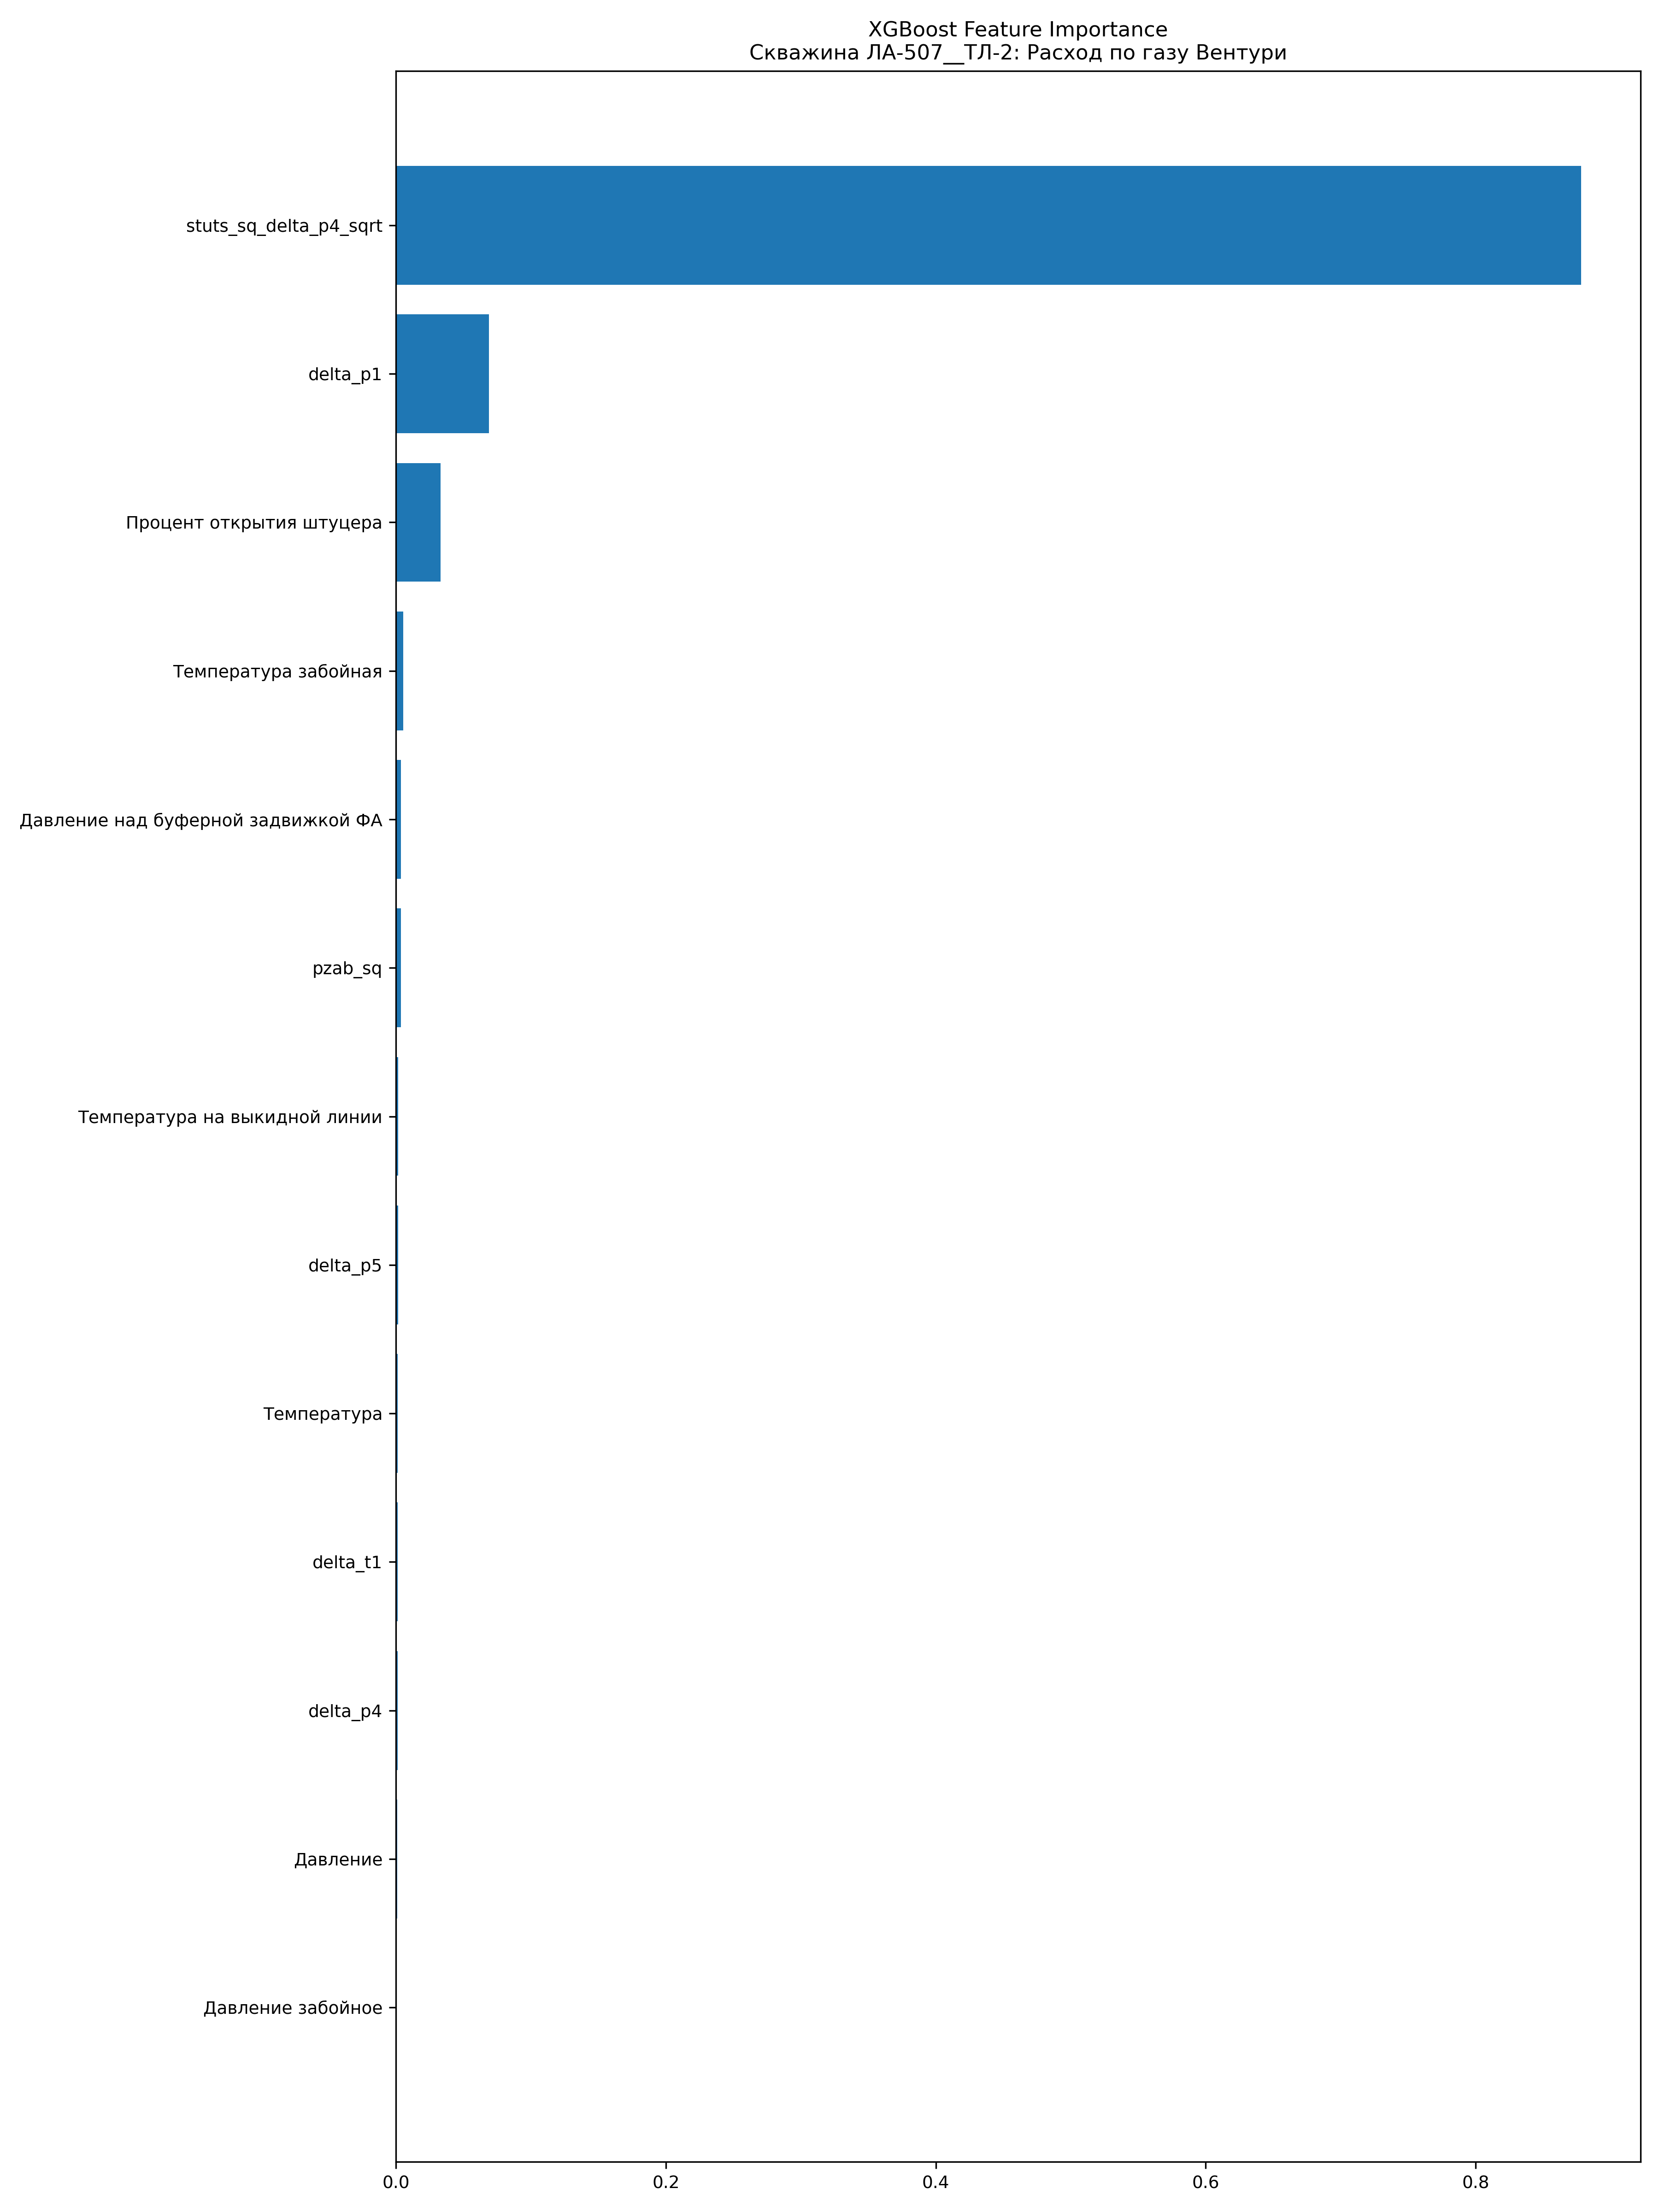 XGBoost Feature Importance
Скважина ЛА-507__ТЛ-2: Расход по газу Вентури
stuts_sq_delta_p4_sqrt
delta_p1
Процент открытия штуцера
Температура забойная
Давление над буферной задвижкой ФА
pzab_sq
Температура на выкидной линии
delta_p5
Температура
delta_t1
delta_p4
Давление
Давление забойное
0.0 0.2 0.4 0.6 0.8